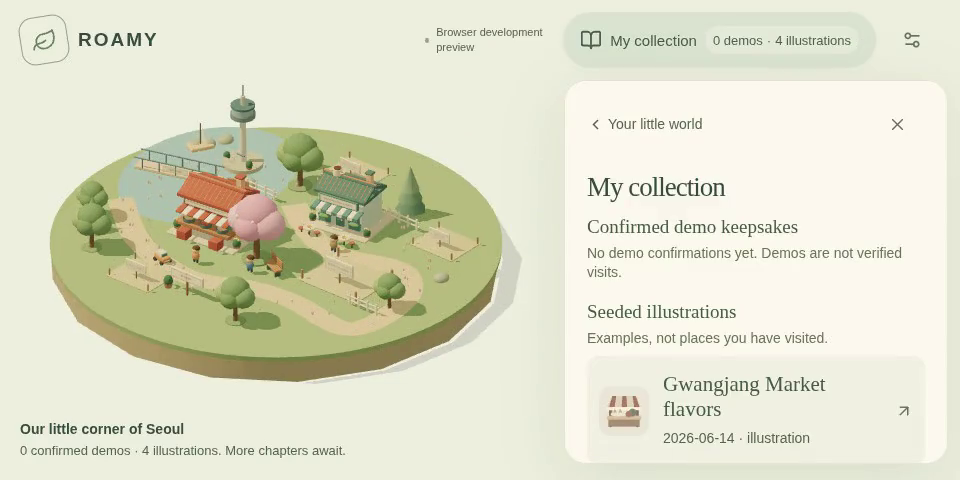 ROAMY
Browser development
preview
My collection
0 demos · 4 illustrations
Your little world
My collection
Confirmed demo keepsakes
No demo confirmations yet. Demos are not verified
visits.
Seeded illustrations
Examples, not places you have visited.
Gwangjang Market
flavors
2026-06-14 · illustration
Our little corner of Seoul
0 confirmed demos · 4 illustrations. More chapters await.